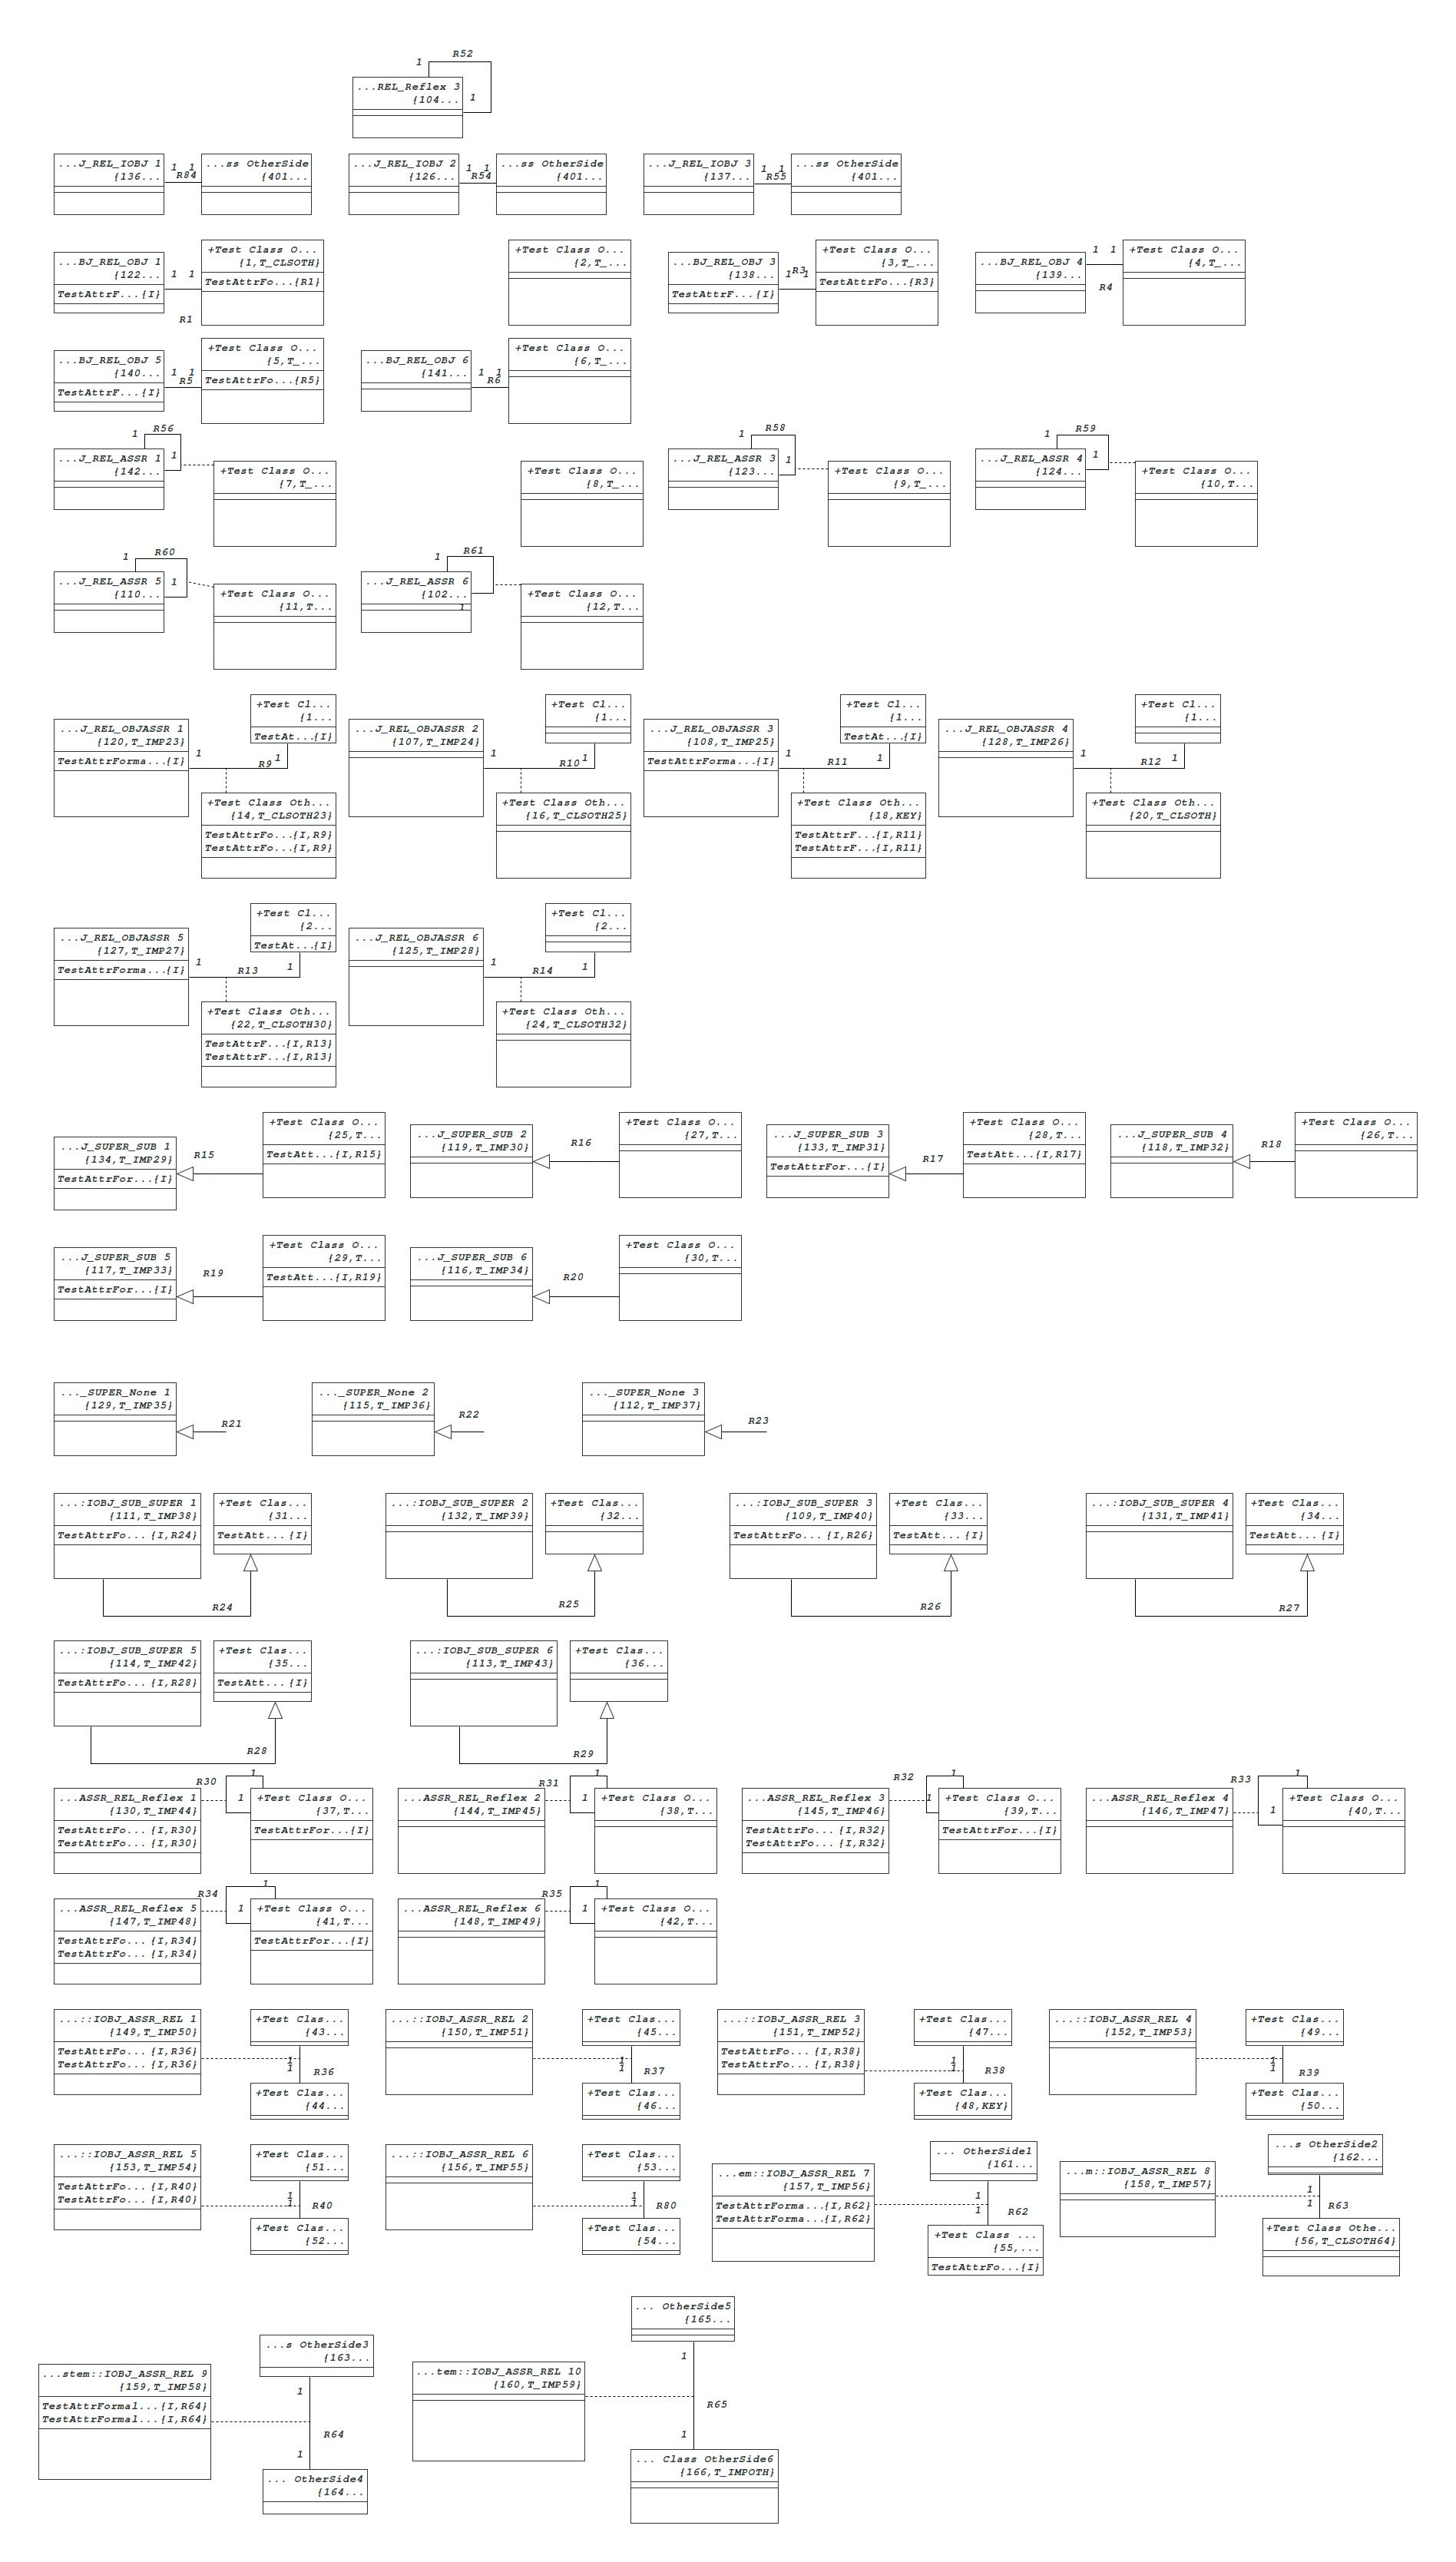 R52
1
...REL_Reflex 3
{104...
1
...J_REL_IOBJ 1
{136...
1 1
R84
...ss OtherSide
{401...
...J_REL_IOBJ 2
{126...
1 1
R54
...ss OtherSide
{401...
...J_REL_IOBJ 3
{137...
1 1
R55
...ss OtherSide
{401...
...BJ_REL_OBJ 1
{122...
TestAttrF...{I}
1 1
R1
+Test Class O...
{1,T_CLSOTH}
TestAttrFo...{R1}
+Test Class O...
{2,T_...
...BJ_REL_OBJ 3
{138...
TestAttrF...{I}
1 1
R3
+Test Class O...
{3,T_...
TestAttrFo...{R3}
...BJ_REL_OBJ 4
{139...
1 1
R4
+Test Class O...
{4,T_...
...BJ_REL_OBJ 5
{140...
TestAttrF...{I}
1 1
R5
+Test Class O...
{5,T_...
TestAttrFo...{R5}
...BJ_REL_OBJ 6
{141...
1 1
R6
+Test Class O...
{6,T_...
R56
1
...J_REL_ASSR 1
{142...
1
+Test Class O...
{7,T_...
+Test Class O...
{8,T_...
R58
1
...J_REL_ASSR 3
{123...
1
+Test Class O...
{9,T_...
R59
1
...J_REL_ASSR 4
{124...
1
+Test Class O...
{10,T...
R60
1
...J_REL_ASSR 5
{110...
1
+Test Class O...
{11,T...
R61
1
...J_REL_ASSR 6
{102...
1
+Test Class O...
{12,T...
...J_REL_OBJASSR 1
{120,T_IMP23}
TestAttrForma...{I}
1
R9
1
+Test Cl...
{1...
TestAt...{I}
+Test Class Oth...
{14,T_CLSOTH23}
TestAttrFo...{I,R9}
TestAttrFo...{I,R9}
...J_REL_OBJASSR 2
{107,T_IMP24}
1
R10
1
+Test Cl...
{1...
+Test Class Oth...
{16,T_CLSOTH25}
...J_REL_OBJASSR 3
{108,T_IMP25}
TestAttrForma...{I}
1
R11
1
+Test Cl...
{1...
TestAt...{I}
+Test Class Oth...
{18,KEY}
TestAttrF...{I,R11}
TestAttrF...{I,R11}
...J_REL_OBJASSR 4
{128,T_IMP26}
1
R12
1
+Test Cl...
{1...
+Test Class Oth...
{20,T_CLSOTH}
...J_REL_OBJASSR 5
{127,T_IMP27}
TestAttrForma...{I}
1
R13
1
+Test Cl...
{2...
TestAt...{I}
+Test Class Oth...
{22,T_CLSOTH30}
TestAttrF...{I,R13}
TestAttrF...{I,R13}
...J_REL_OBJASSR 6
{125,T_IMP28}
1
R14
1
+Test Cl...
{2...
+Test Class Oth...
{24,T_CLSOTH32}
...J_SUPER_SUB 1
{134,T_IMP29}
TestAttrFor...{I}
R15
+Test Class O...
{25,T...
TestAtt...{I,R15}
...J_SUPER_SUB 2
{119,T_IMP30}
R16
+Test Class O...
{27,T...
...J_SUPER_SUB 3
{133,T_IMP31}
TestAttrFor...{I}
R17
+Test Class O...
{28,T...
TestAtt...{I,R17}
...J_SUPER_SUB 4
{118,T_IMP32}
R18
+Test Class O...
{26,T...
...J_SUPER_SUB 5
{117,T_IMP33}
TestAttrFor...{I}
R19
+Test Class O...
{29,T...
TestAtt...{I,R19}
...J_SUPER_SUB 6
{116,T_IMP34}
R20
+Test Class O...
{30,T...
..._SUPER_None 1
{129,T_IMP35}
R21
..._SUPER_None 2
{115,T_IMP36}
R22
..._SUPER_None 3
{112,T_IMP37}
R23
...:IOBJ_SUB_SUPER 1
{111,T_IMP38}
TestAttrFo... {I,R24}
R24
+Test Clas...
{31...
TestAtt... {I}
...:IOBJ_SUB_SUPER 2
{132,T_IMP39}
R25
+Test Clas...
{32...
...:IOBJ_SUB_SUPER 3
{109,T_IMP40}
TestAttrFo... {I,R26}
R26
+Test Clas...
{33...
TestAtt... {I}
...:IOBJ_SUB_SUPER 4
{131,T_IMP41}
R27
+Test Clas...
{34...
TestAtt... {I}
...:IOBJ_SUB_SUPER 5
{114,T_IMP42}
TestAttrFo... {I,R28}
R28
+Test Clas...
{35...
TestAtt... {I}
...:IOBJ_SUB_SUPER 6
{113,T_IMP43}
R29
+Test Clas...
{36...
...ASSR_REL_Reflex 1
{130,T_IMP44}
TestAttrFo... {I,R30}
TestAttrFo... {I,R30}
R30
1
1
+Test Class O...
{37,T...
TestAttrFor...{I}
...ASSR_REL_Reflex 2
{144,T_IMP45}
R31
1
1
+Test Class O...
{38,T...
...ASSR_REL_Reflex 3
{145,T_IMP46}
TestAttrFo... {I,R32}
TestAttrFo... {I,R32}
R32
1
1
+Test Class O...
{39,T...
TestAttrFor...{I}
...ASSR_REL_Reflex 4
{146,T_IMP47}
R33
1
1
+Test Class O...
{40,T...
...ASSR_REL_Reflex 5
{147,T_IMP48}
TestAttrFo... {I,R34}
TestAttrFo... {I,R34}
R34
1
1
+Test Class O...
{41,T...
TestAttrFor...{I}
...ASSR_REL_Reflex 6
{148,T_IMP49}
R35
1
1
+Test Class O...
{42,T...
...::IOBJ_ASSR_REL 1
{149,T_IMP50}
TestAttrFo... {I,R36}
TestAttrFo... {I,R36}
+Test Clas...
{43...
1
1
R36
+Test Clas...
{44...
...::IOBJ_ASSR_REL 2
{150,T_IMP51}
+Test Clas...
{45...
1
1
R37
+Test Clas...
{46...
...::IOBJ_ASSR_REL 3
{151,T_IMP52}
TestAttrFo... {I,R38}
TestAttrFo... {I,R38}
+Test Clas...
{47...
1
1
R38
+Test Clas...
{48,KEY}
...::IOBJ_ASSR_REL 4
{152,T_IMP53}
+Test Clas...
{49...
1
1
R39
+Test Clas...
{50...
...::IOBJ_ASSR_REL 5
{153,T_IMP54}
TestAttrFo... {I,R40}
TestAttrFo... {I,R40}
+Test Clas...
{51...
1
1
R40
+Test Clas...
{52...
...::IOBJ_ASSR_REL 6
{156,T_IMP55}
+Test Clas...
{53...
1
1
R80
+Test Clas...
{54...
...em::IOBJ_ASSR_REL 7
{157,T_IMP56}
TestAttrForma...{I,R62}
TestAttrForma...{I,R62}
... OtherSide1
{161...
1
1
R62
+Test Class ...
{55,...
TestAttrFo...{I}
...m::IOBJ_ASSR_REL 8
{158,T_IMP57}
...s OtherSide2
{162...
1
1
R63
+Test Class Othe...
{56,T_CLSOTH64}
...stem::IOBJ_ASSR_REL 9
{159,T_IMP58}
TestAttrFormal...{I,R64}
TestAttrFormal...{I,R64}
...s OtherSide3
{163...
1
R64
1
... OtherSide4
{164...
...tem::IOBJ_ASSR_REL 10
{160,T_IMP59}
... OtherSide5
{165...
1
R65
1
... Class OtherSide6
{166,T_IMPOTH}